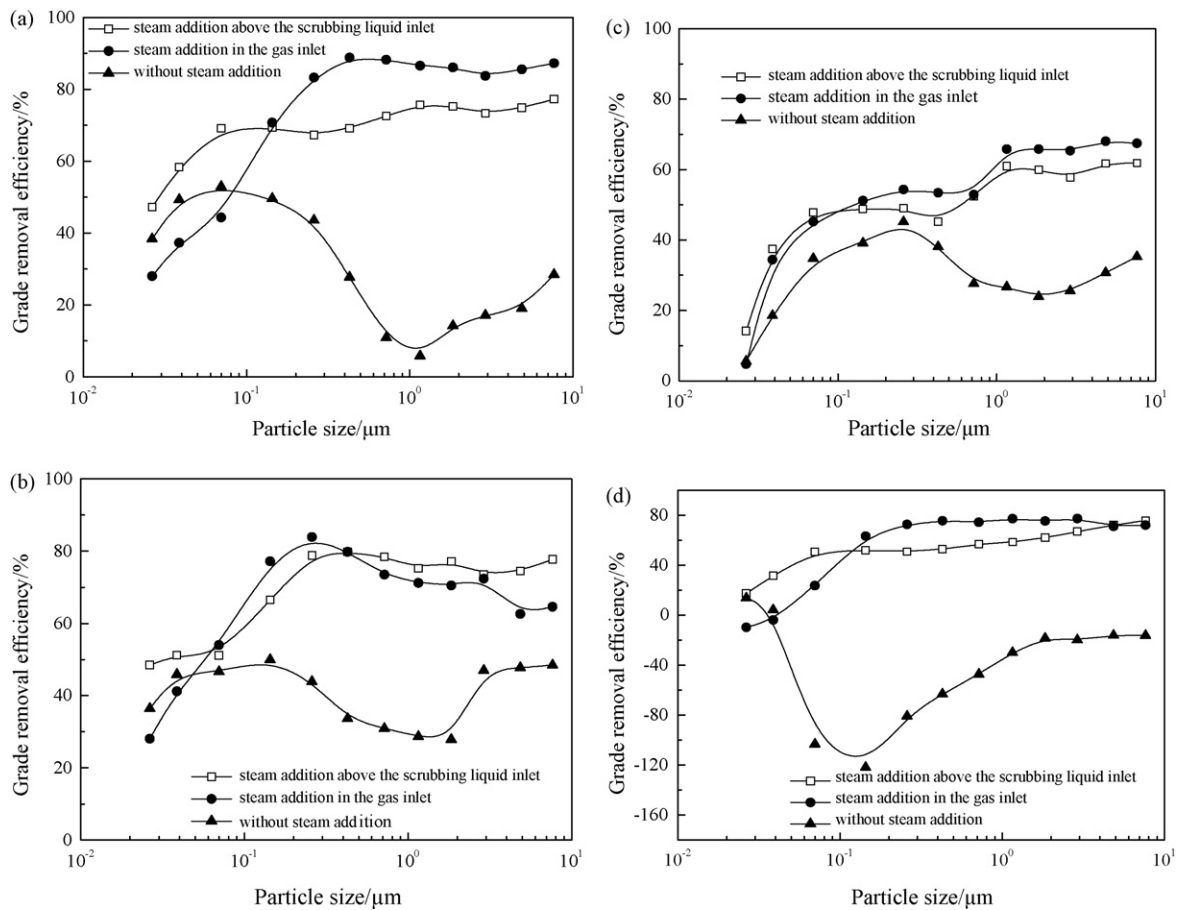 (a)
100
80
60
40
20
0
Grade removal efficiency/%
steam addition above the scrubbing liquid inlet
steam addition in the gas inlet
without steam addition
10-2
10-1
100
101
Particle size/μm
(c)
100
80
60
40
20
0
Grade removal efficiency/%
steam addition above the scrubbing liquid inlet
steam addition in the gas inlet
without steam addition
10-2
10-1
100
101
Particle size/μm
(b)
100
80
60
40
20
0
Grade removal efficiency/%
steam addition above the scrubbing liquid inlet
steam addition in the gas inlet
without steam addition
10-2
10-1
100
101
Particle size/μm
(d)
80
40
0
-40
-80
-120
-160
Grade removal efficiency/%
steam addition above the scrubbing liquid inlet
steam addition in the gas inlet
without steam addition
10-2
10-1
100
101
Particle size/μm